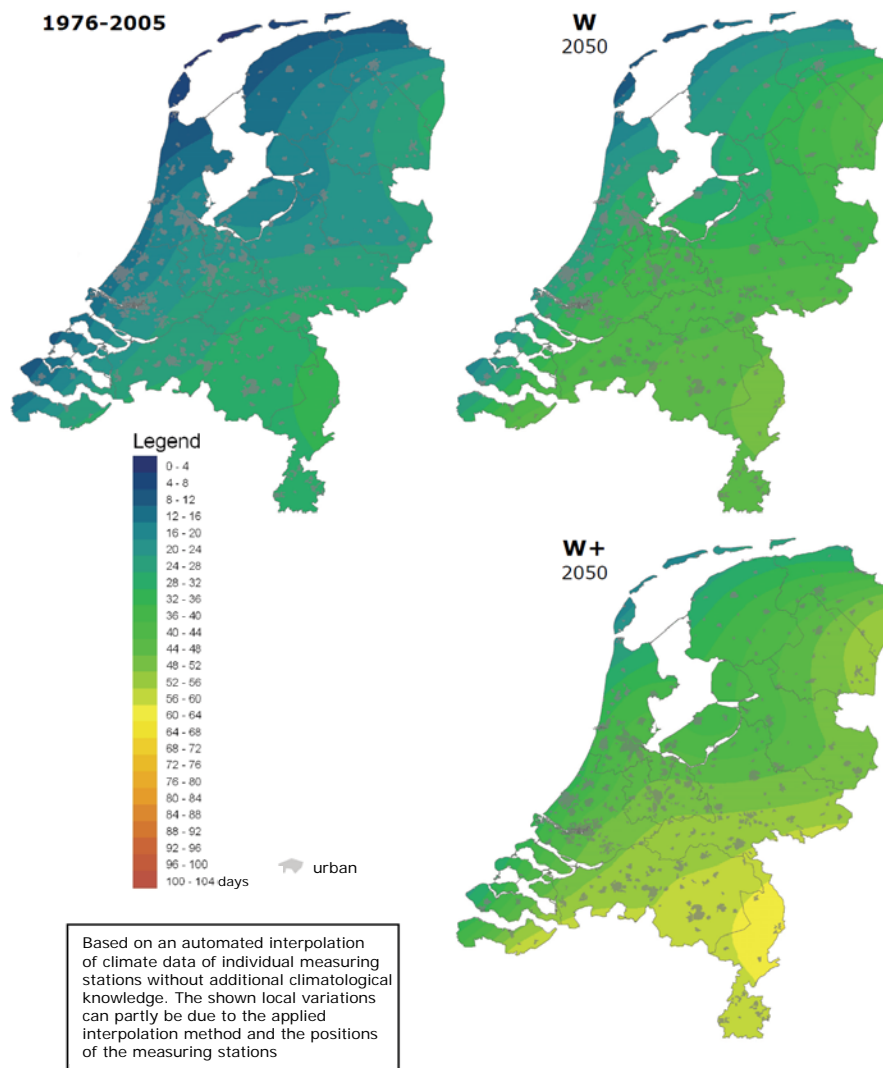 1976-2005
W
2050
Legend
0 - 4
4 - 8
8 - 12
12 - 16
16 - 20
20 - 24
24 - 28
28 - 32
32 - 36
36 - 40
40 - 44
44 - 48
48 - 52
52 - 56
56 - 60
60 - 64
64 - 68
68 - 72
72 - 76
76 - 80
80 - 84
84 - 88
88 - 92
92 - 96
96 - 100
100 - 104 days
urban
W+
2050
Based on an automated interpolation
of climate data of individual measuring
stations without additional climatological
knowledge. The shown local variations
can partly be due to the applied
interpolation method and the positions
of the measuring stations